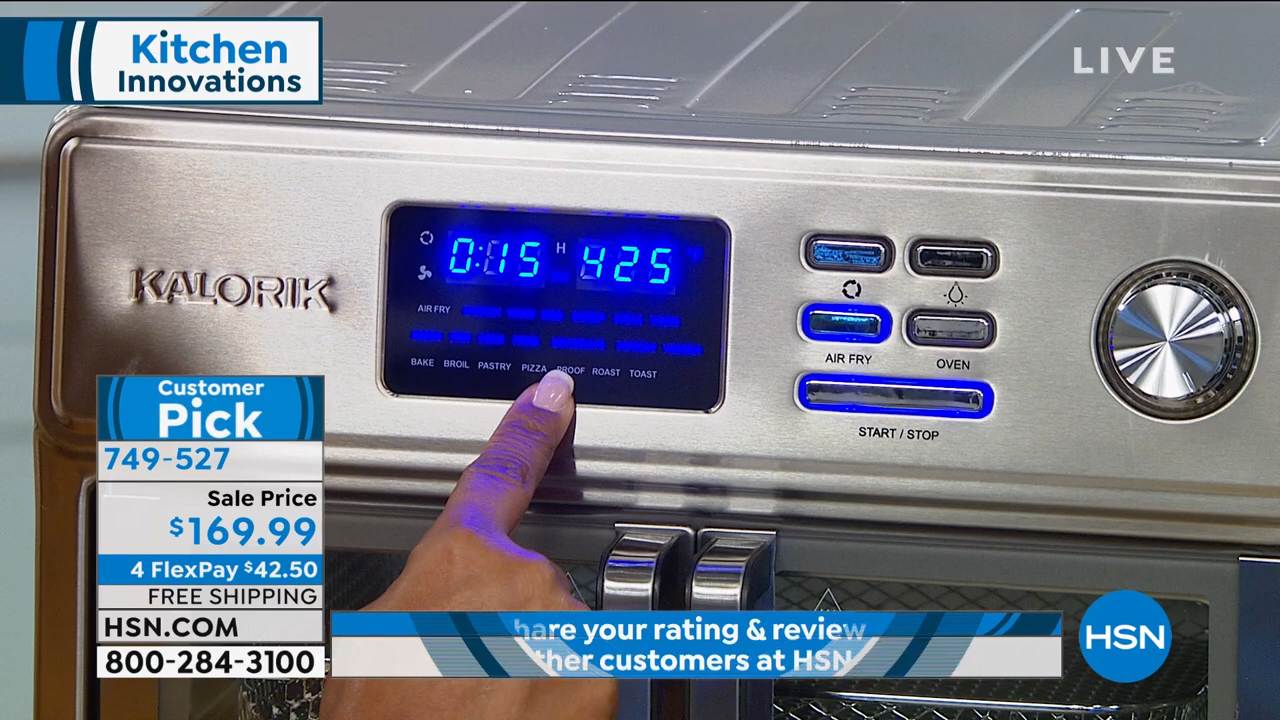 Kitchen
Innovations
LIVE
KALORIK
0:15 H 425
AIR FRY
BAKE BROIL PASTRY PIZZA PROOF ROAST TOAST
AIR FRY
OVEN
START / STOP
Customer
Pick
749-527
Sale Price
$169.99
4 FlexPay $42.50
FREE SHIPPING
HSN.COM
800-284-3100
hare your rating & review
ther customers at HSN
HSN